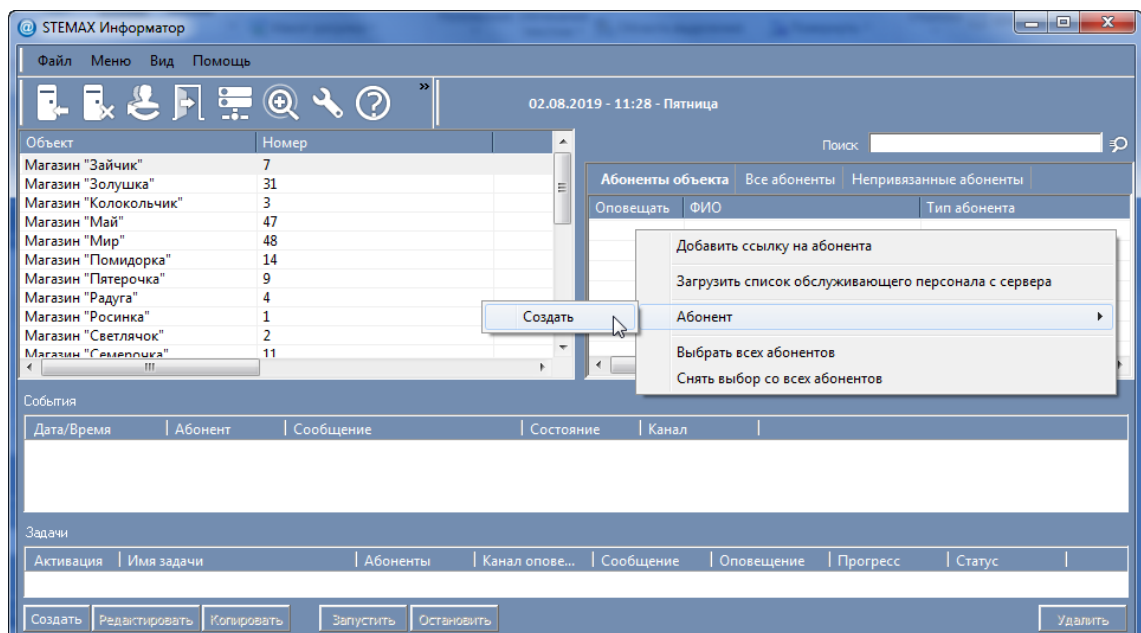 STEMAX Информатор
Файл Меню Вид Помощь
» 02.08.2019 - 11:28 - Пятница
Объект Номер
Поиск
Магазин "Зайчик" 7
Магазин "Золушка" 31
Магазин "Колокольчик" 3
Магазин "Май" 47
Магазин "Мир" 48
Магазин "Помидорка" 14
Магазин "Пятерочка" 9
Магазин "Радуга" 4
Магазин "Росинка" 1
Магазин "Светлячок" 2
Магазин "Семерочка" 11
Абоненты объекта Все абоненты Непривязанные абоненты
Оповещать ФИО Тип абонента
Добавить ссылку на абонента
Загрузить список обслуживающего персонала с сервера
Абонент
Создать
Выбрать всех абонентов
Снять выбор со всех абонентов
События
Дата/Время Абонент Сообщение Состояние Канал
Задачи
Активация Имя задачи Абоненты Канал опове... Сообщение Оповещение Прогресс Статус
Создать Редактировать Копировать Запустить Остановить Удалить